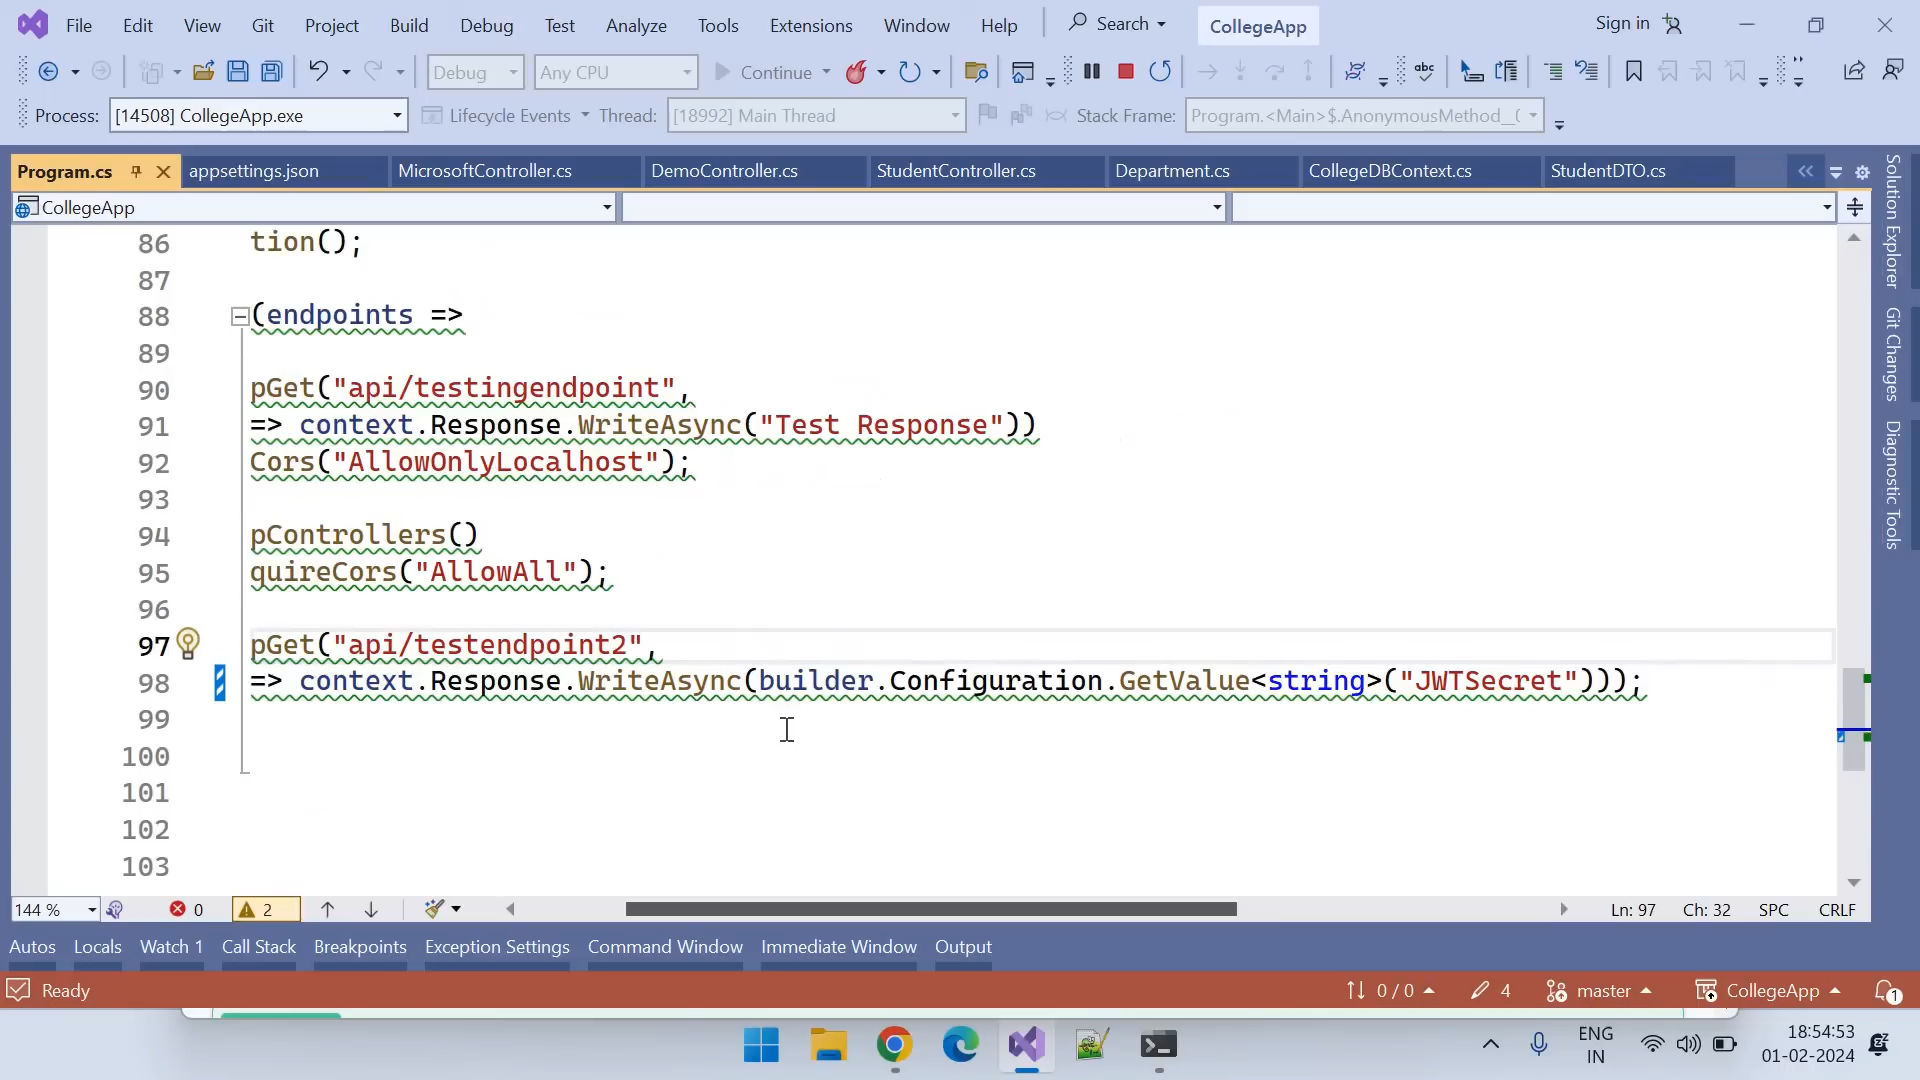 File Edit View Git Project Build Debug Test Analyze Tools Extensions Window Help Search CollegeApp Sign in
Debug Any CPU Continue
Process: [14508] CollegeApp.exe Lifecycle Events Thread: [18992] Main Thread Stack Frame: Program.<Main>$.AnonymousMethod__(
Program.cs appsettings.json MicrosoftController.cs DemoController.cs StudentController.cs Department.cs CollegeDBContext.cs StudentDTO.cs
CollegeApp
86 tion();
87
88 (endpoints =>
89
90 pGet("api/testingendpoint",
91 => context.Response.WriteAsync("Test Response"))
92 Cors("AllowOnlyLocalhost");
93
94 pControllers()
95 quireCors("AllowAll");
96
97 pGet("api/testendpoint2",
98 => context.Response.WriteAsync(builder.Configuration.GetValue<string>("JWTSecret")));
99
100
101
102
103
Solution Explorer
Git Changes
Diagnostic Tools
144 % 0 2 Ln: 97 Ch: 32 SPC CRLF
Autos Locals Watch 1 Call Stack Breakpoints Exception Settings Command Window Immediate Window Output
Ready 0 / 0 4 master CollegeApp 1
ENG
IN
18:54:53
01-02-2024